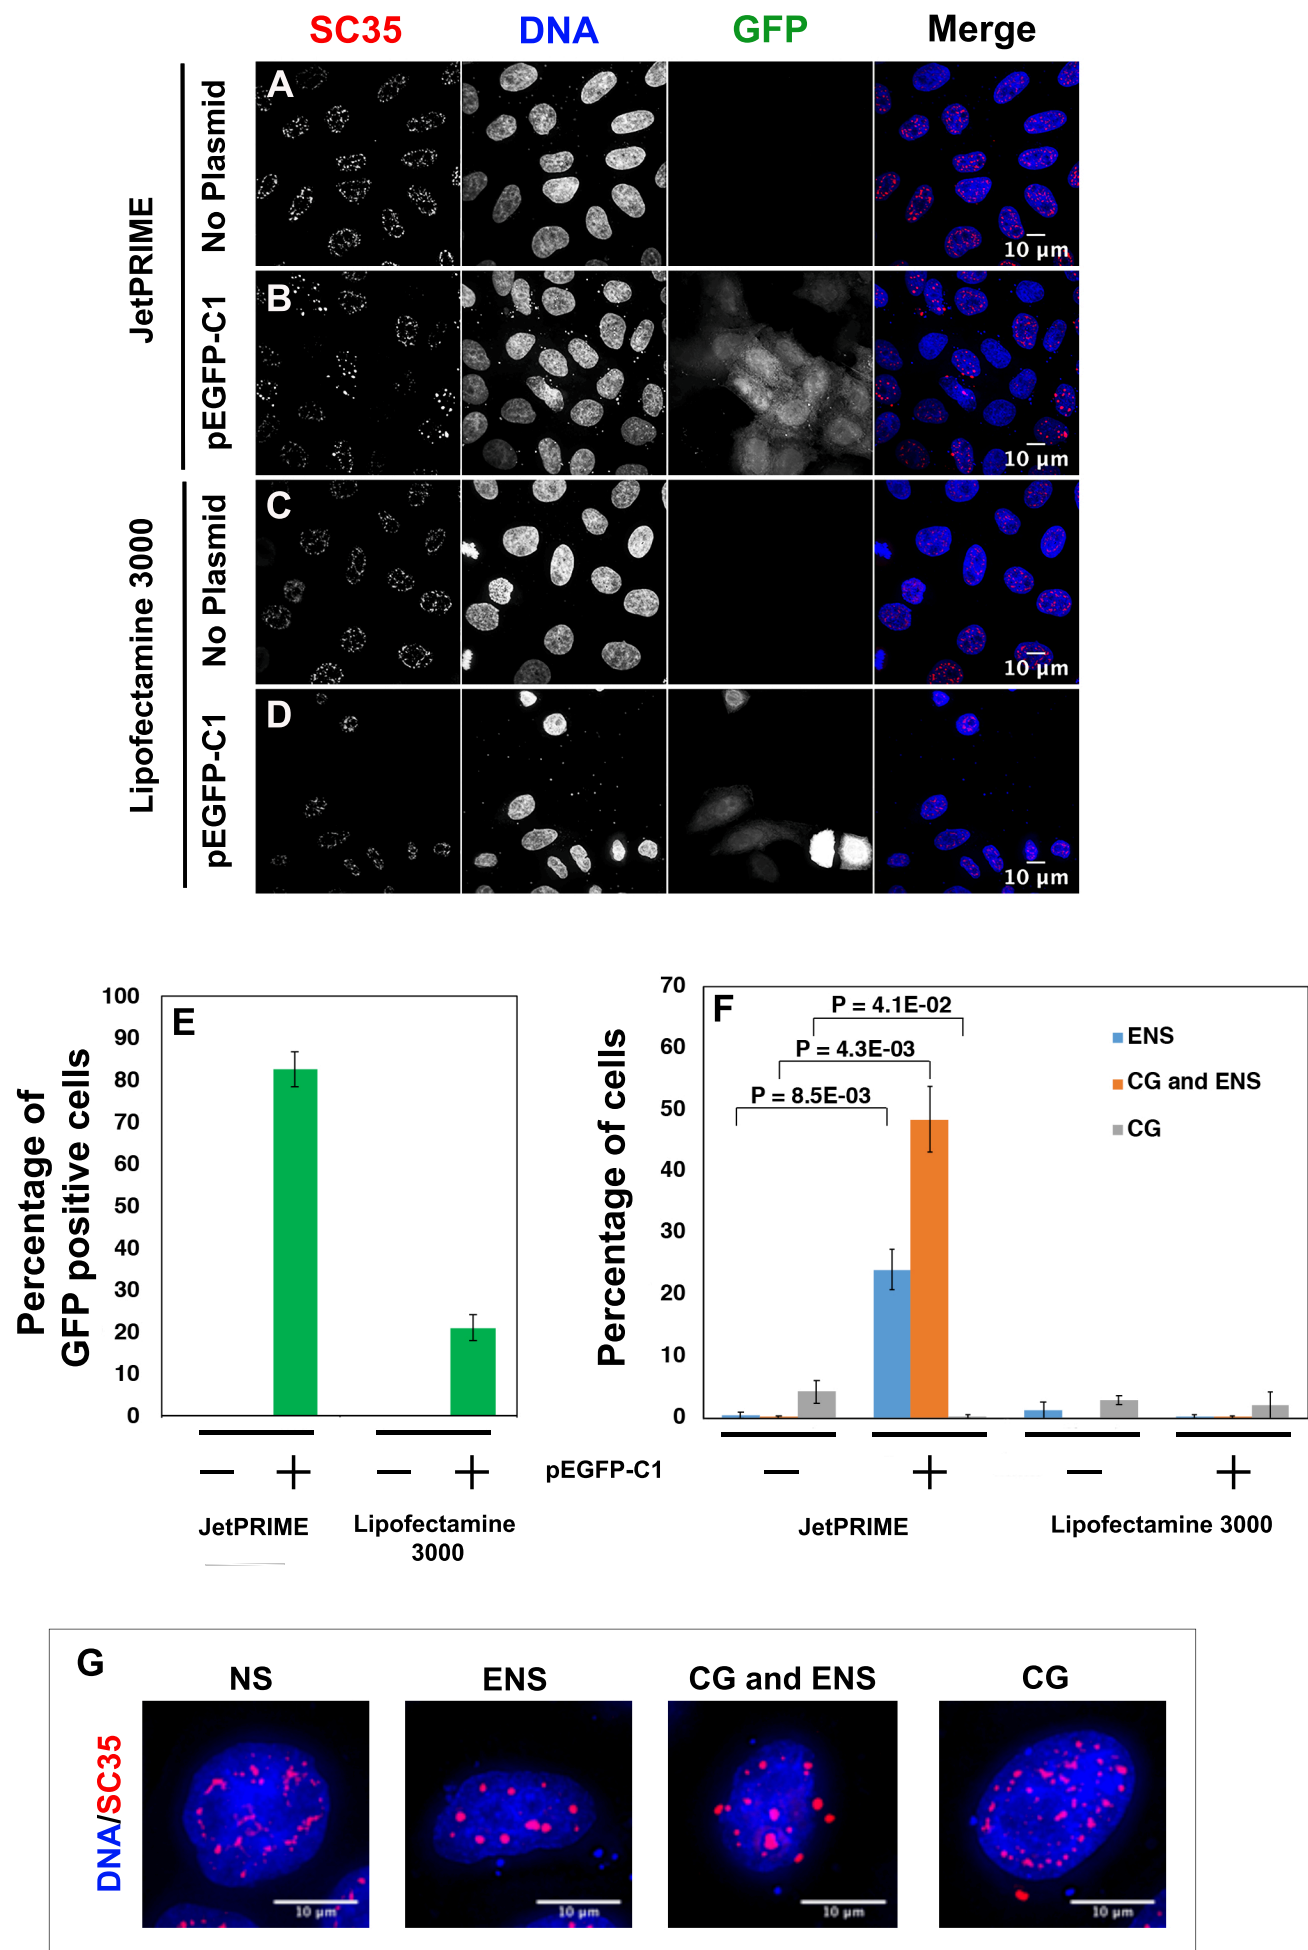 SC35 DNA GFP Merge
JetPRIME
No Plasmid
A
10 µm
pEGFP-C1
B
10 µm
Lipofectamine 3000
No Plasmid
C
10 µm
pEGFP-C1
D
10 µm
E
Percentage of
GFP positive cells
100
90
80
70
60
50
40
30
20
10
0
— + — +
JetPRIME Lipofectamine
3000
pEGFP-C1
F
Percentage of cells
70
60
50
40
30
20
10
0
P = 4.1E-02
P = 4.3E-03
P = 8.5E-03
ENS
CG and ENS
CG
— + — +
JetPRIME Lipofectamine 3000
G
NS ENS CG and ENS CG
DNA/SC35
10 µm 10 µm 10 µm 10 µm